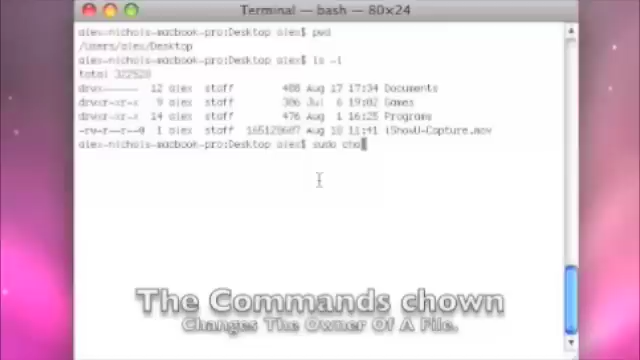 Terminal — bash — 80×24
alex-nichols-macbook-pro:Desktop alex$ pwd
/Users/alex/Desktop
alex-nichols-macbook-pro:Desktop alex$ ls -l
total 322528
drwx------ 12 alex staff 408 Aug 17 17:34 Documents
drwxr-xr-x 9 alex staff 306 Jul 6 19:02 Games
drwxr-xr-x 14 alex staff 476 Aug 1 16:25 Programs
-rw-r--r--@ 1 alex staff Aug 18 11:41 iShowU-Capture.mov
alex-nichols-macbook-pro:Desktop alex$ sudo cho
The Commands chown
Changes The Owner Of A File.